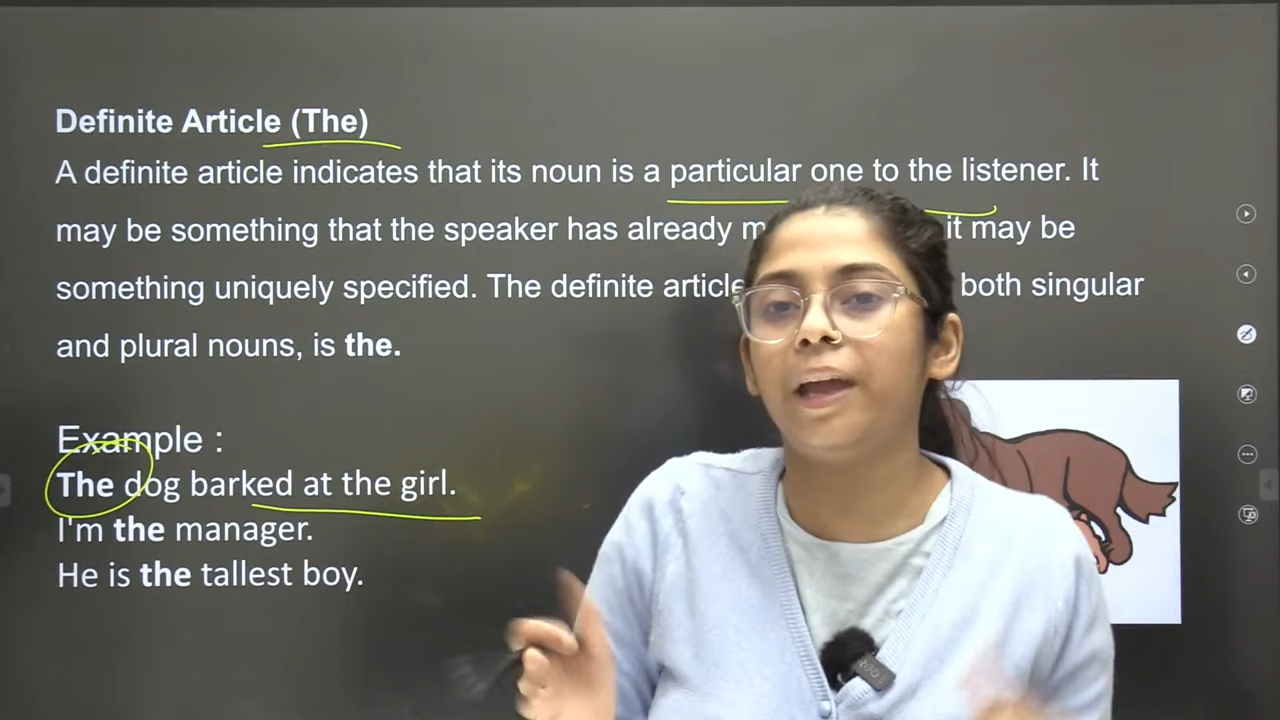 Definite Article (The)
A definite article indicates that its noun is a particular one to the listener. It
may be something that the speaker has already it may be
something uniquely specified. The definite article both singular
and plural nouns, is the.
Example :
The dog barked at the girl.
I'm the manager.
He is the tallest boy.